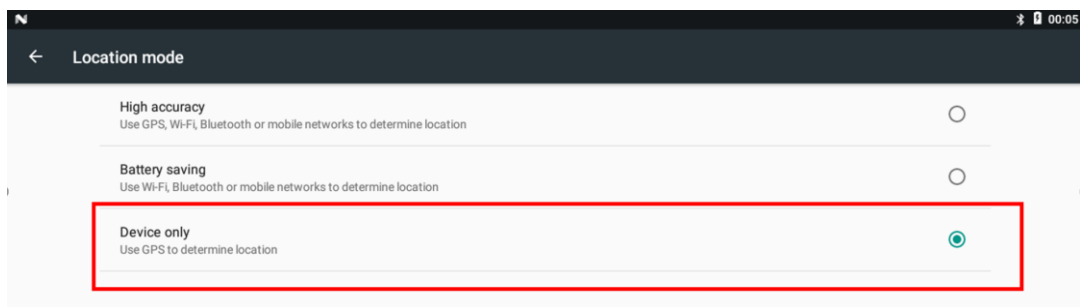 00:05
Location mode
High accuracy
Use GPS, Wi-Fi, Bluetooth or mobile networks to determine location
Battery saving
Use Wi-Fi, Bluetooth or mobile networks to determine location
Device only
Use GPS to determine location